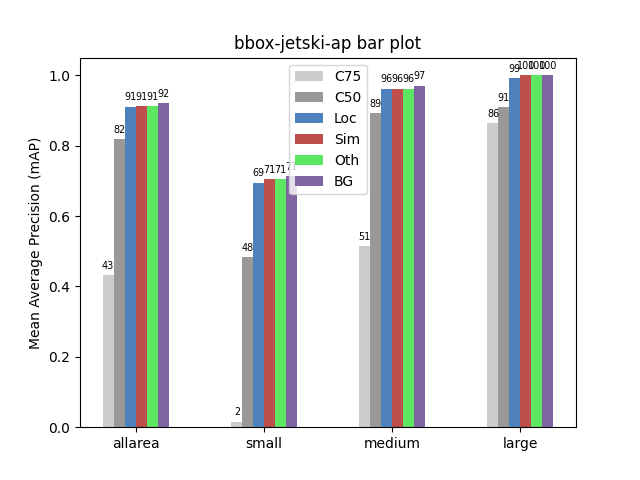 bbox-jetski-ap bar plot
Mean Average Precision (mAP)
1.0
0.8
0.6
0.4
0.2
0.0
43 82 91 91 91 92
2 48 69 71 71
51 89 96 96 96 97
86 91 99 100 100 100
C75
C50
Loc
Sim
Oth
BG
allarea small medium large